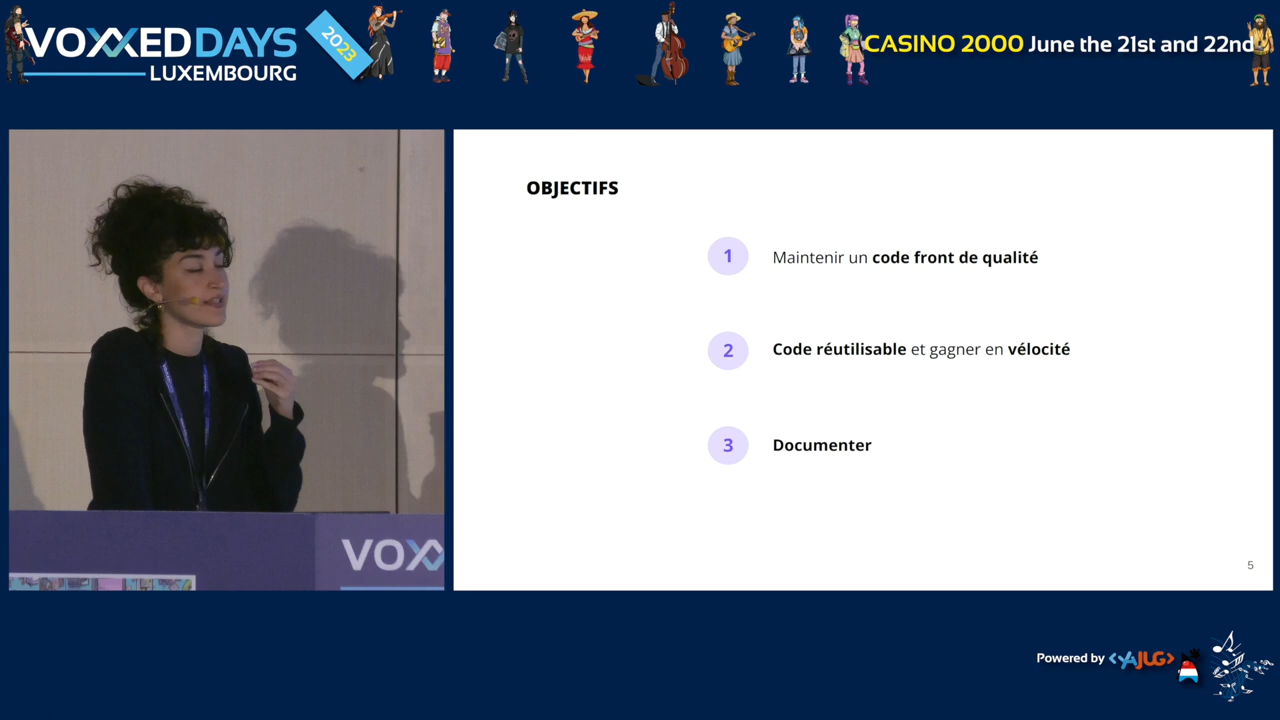 VOXXED DAYS
LUXEMBOURG
2023
CASINO 2000 June the 21st and 22nd
OBJECTIFS
1 Maintenir un code front de qualité
2 Code réutilisable et gagner en vélocité
3 Documenter
VOX
5
Powered by <YAJUG>